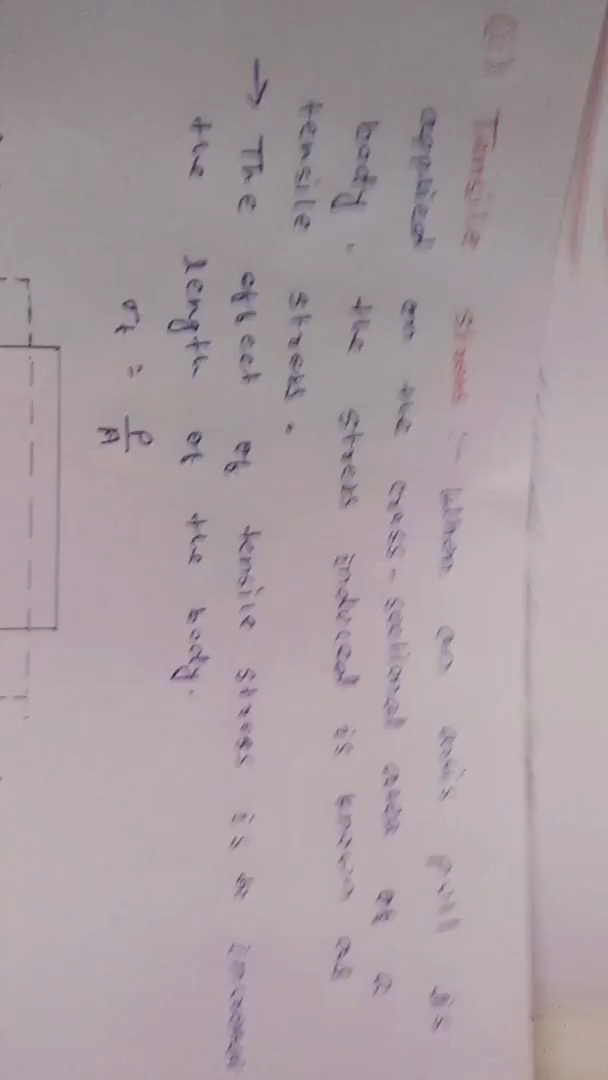 (i) Tensile stress :- When an axis pull is
applied on the cross-sectional area of a
body, the stress induced is known as
tensile stress.
→ The effect of tensile stress is to increase
the length of the body.
σt = P/A